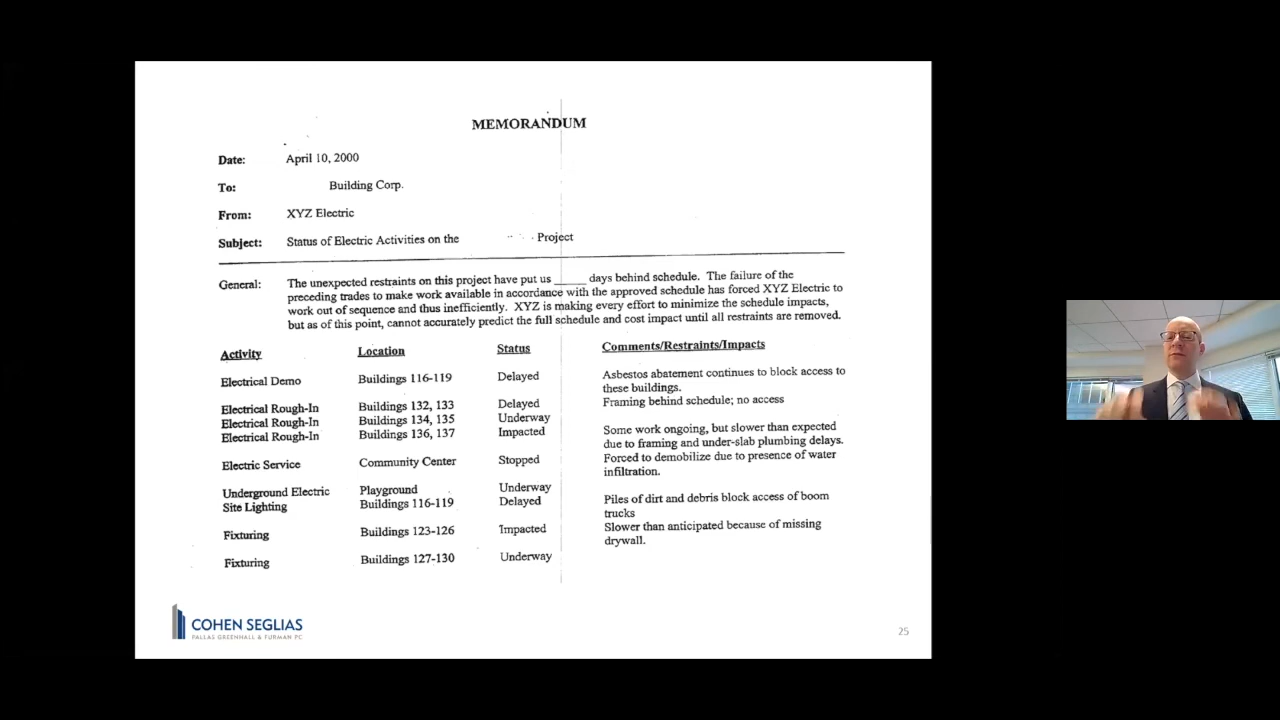 MEMORANDUM
Date: April 10, 2000
To: Building Corp.
From: XYZ Electric
Subject: Status of Electric Activities on the Project
General: The unexpected restraints on this project have put us _____ days behind schedule. The failure of the
preceding trades to make work available in accordance with the approved schedule has forced XYZ Electric to
work out of sequence and thus inefficiently. XYZ is making every effort to minimize the schedule impacts,
but as of this point, cannot accurately predict the full schedule and cost impact until all restraints are removed.
Activity Location Status Comments/Restraints/Impacts
Electrical Demo Buildings 116-119 Delayed Asbestos abatement continues to block access to
these buildings.
Electrical Rough-In Buildings 132, 133 Delayed Framing behind schedule; no access
Electrical Rough-In Buildings 134, 135 Underway
Electrical Rough-In Buildings 136, 137 Impacted Some work ongoing, but slower than expected
due to framing and under-slab plumbing delays.
Electric Service Community Center Stopped Forced to demobilize due to presence of water
infiltration.
Underground Electric Playground Underway
Site Lighting Buildings 116-119 Delayed Piles of dirt and debris block access of boom
trucks
Fixturing Buildings 123-126 Impacted Slower than anticipated because of missing
drywall.
Fixturing Buildings 127-130 Underway
COHEN SEGLIAS
PALLAS GREENHALL & FURMAN PC
25